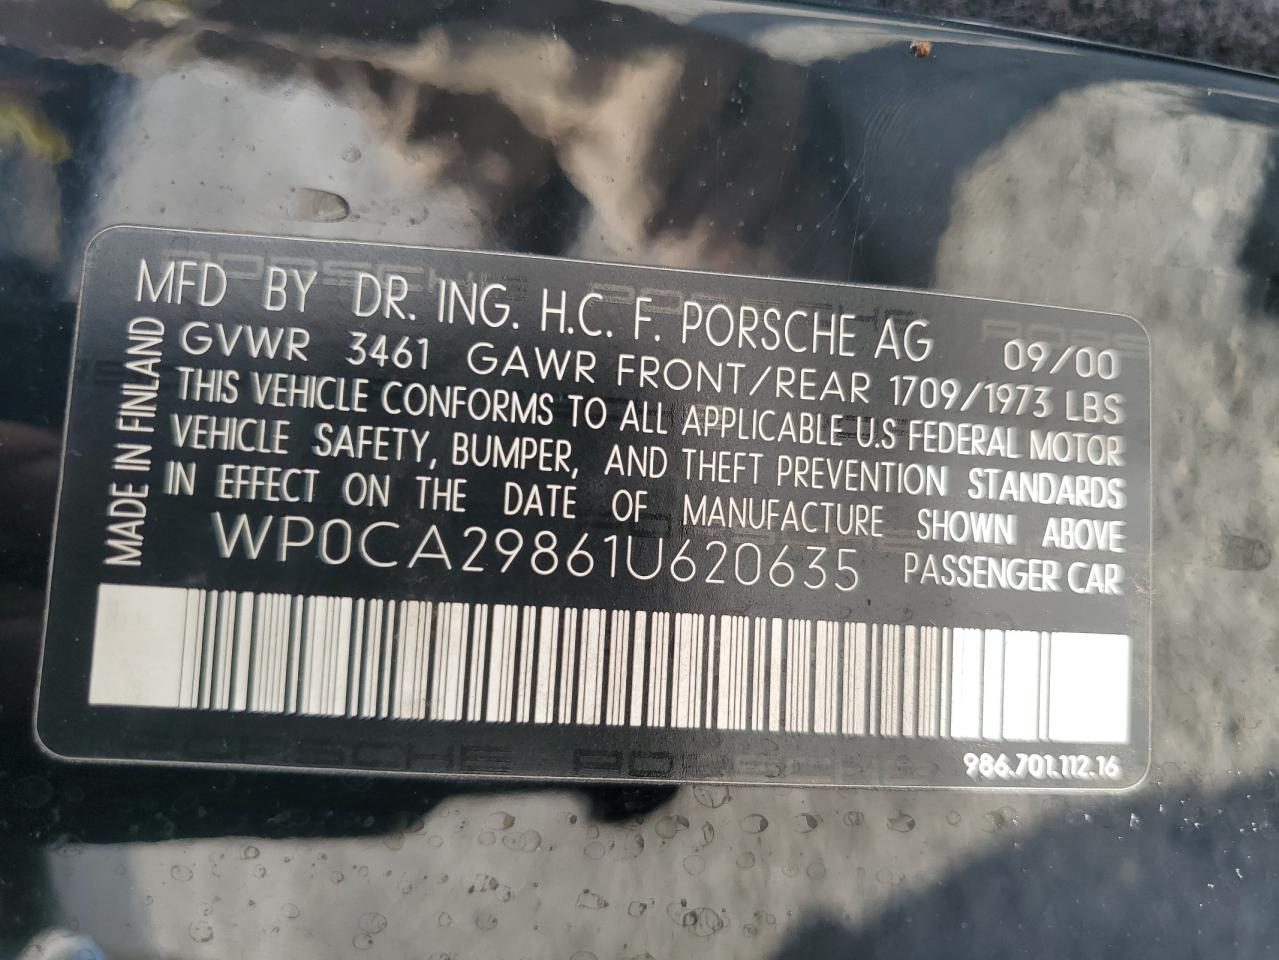 MFD BY DR. ING. H.C. F. PORSCHE AG 09/00
GVWR 3461 GAWR FRONT/REAR 1709/1973 LBS
THIS VEHICLE CONFORMS TO ALL APPLICABLE U.S FEDERAL MOTOR
VEHICLE SAFETY, BUMPER, AND THEFT PREVENTION STANDARDS
IN EFFECT ON THE DATE OF MANUFACTURE SHOWN ABOVE
WP0CA29861U620635 PASSENGER CAR
MADE IN FINLAND
986.701.112.16
PORSCHE PORSCHE